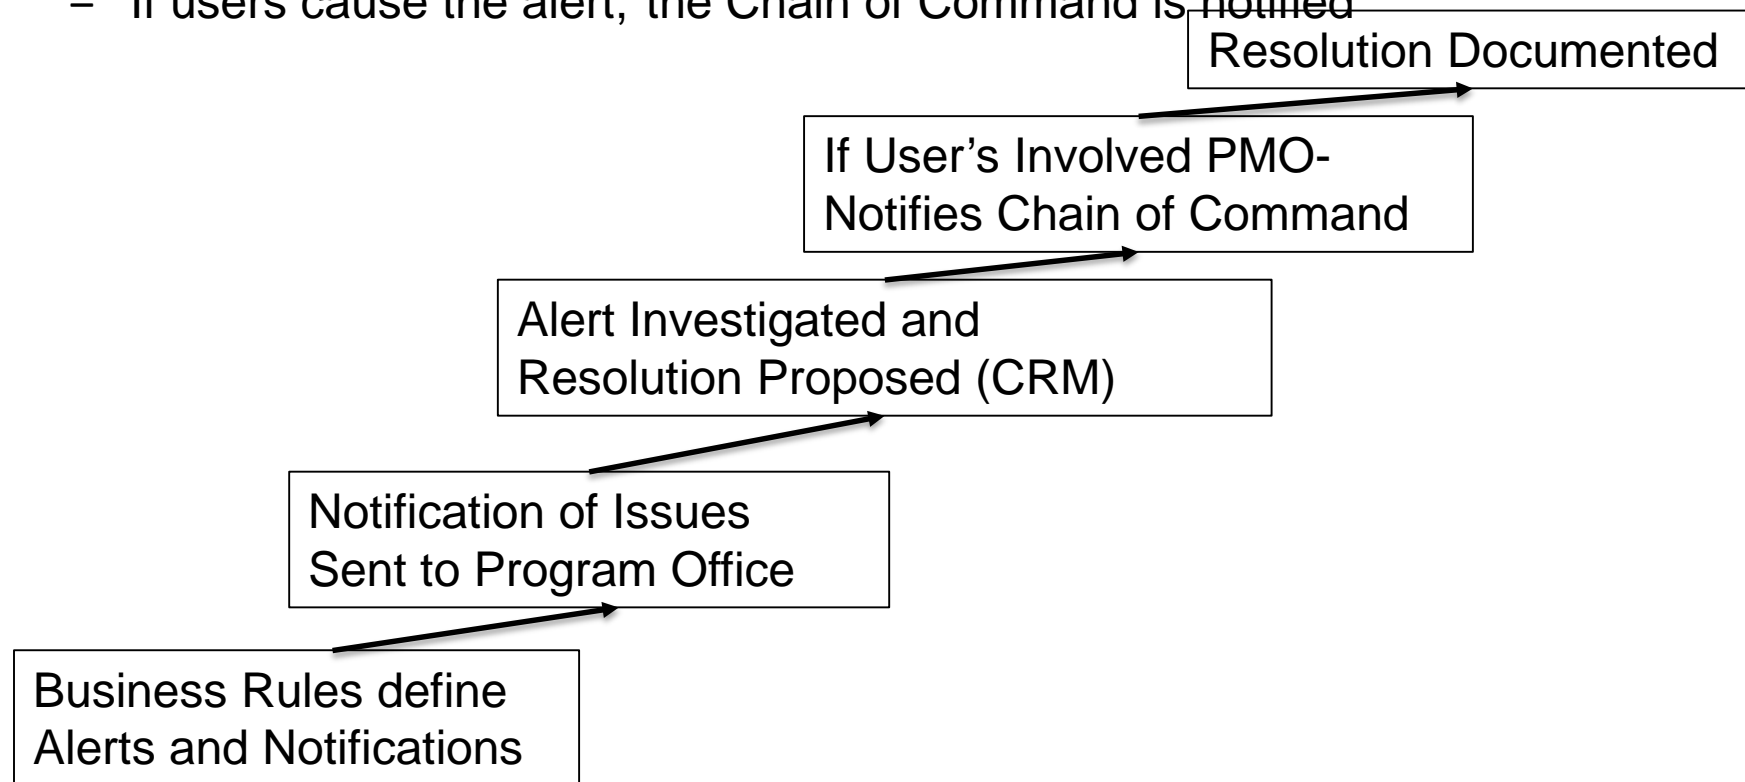 – If users cause the alert, the Chain of Command is notified
Resolution Documented
If User’s Involved PMO-
Notifies Chain of Command
Alert Investigated and
Resolution Proposed (CRM)
Notification of Issues
Sent to Program Office
Business Rules define
Alerts and Notifications